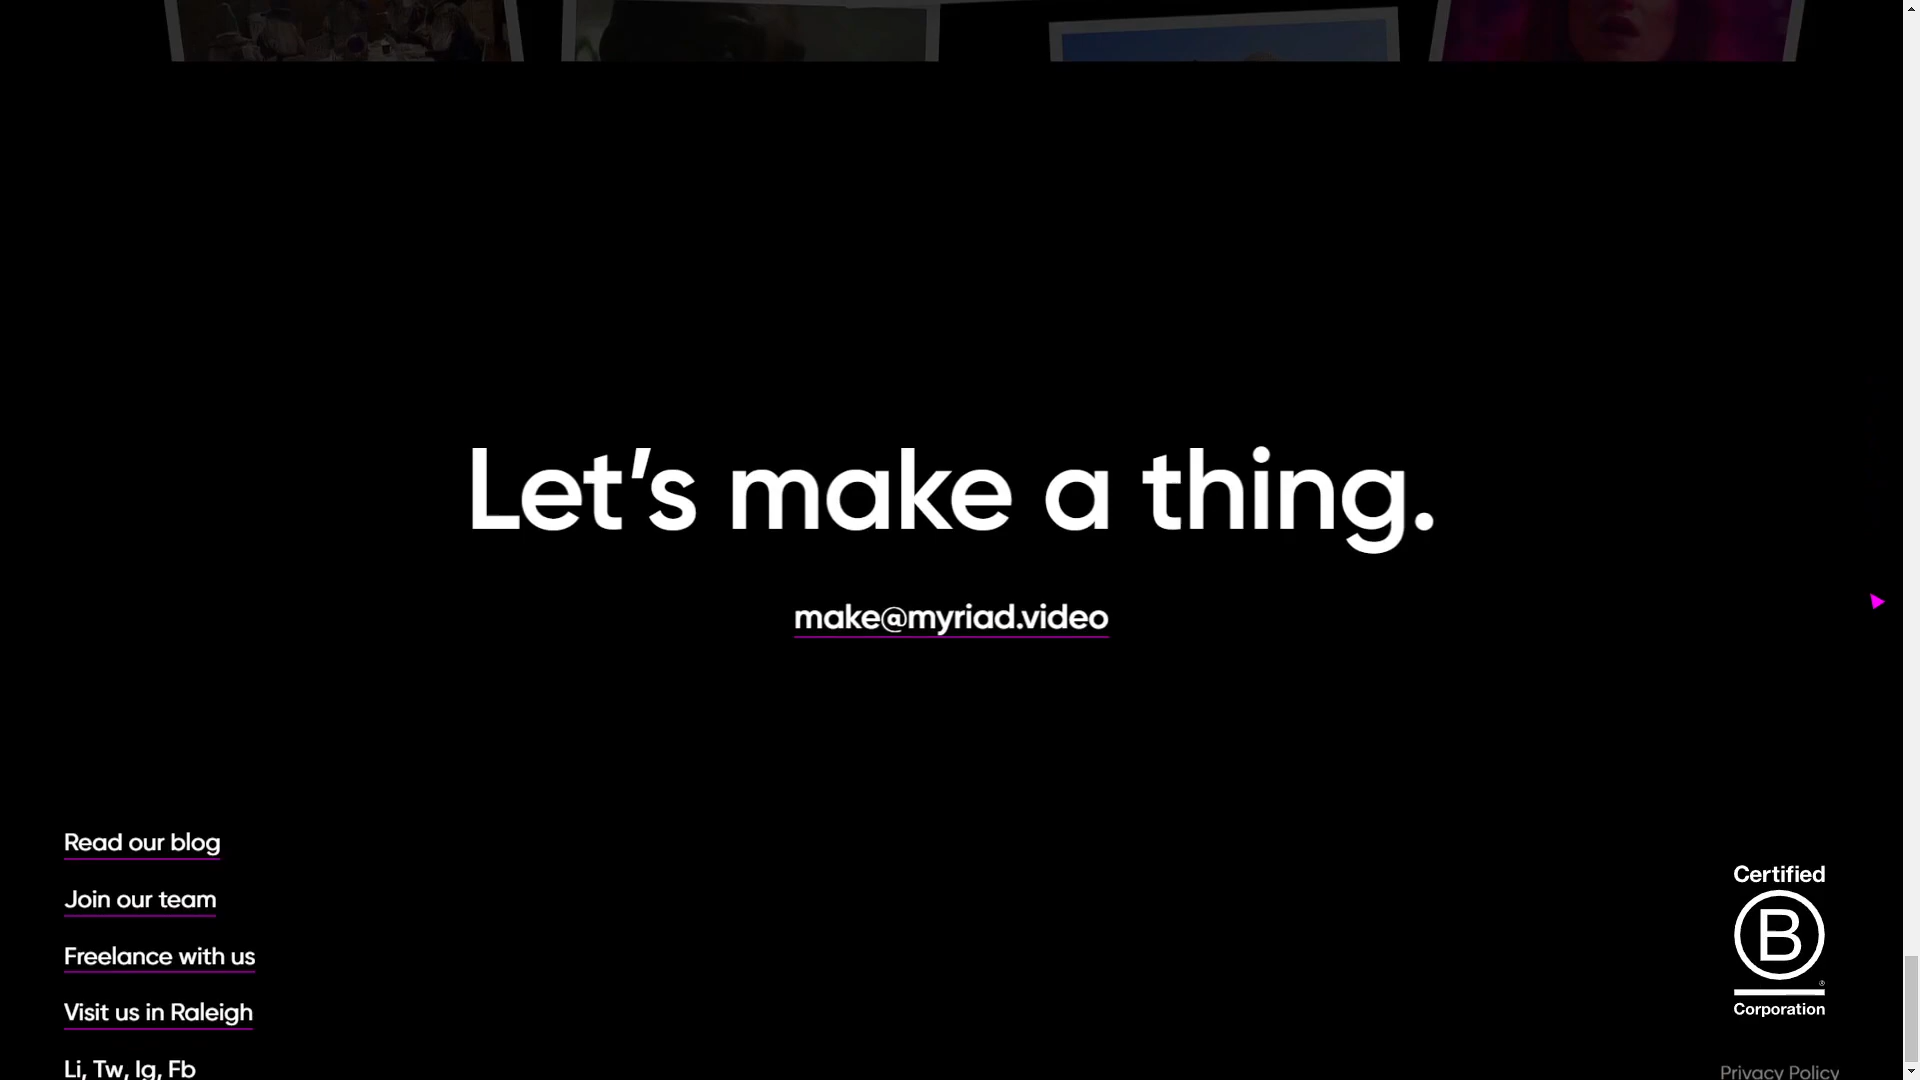 Let’s make a thing.
make@myriad.video
Read our blog
Join our team
Freelance with us
Visit us in Raleigh
Li, Tw, Ig, Fb
Certified
B
®
Corporation
Privacy Policy